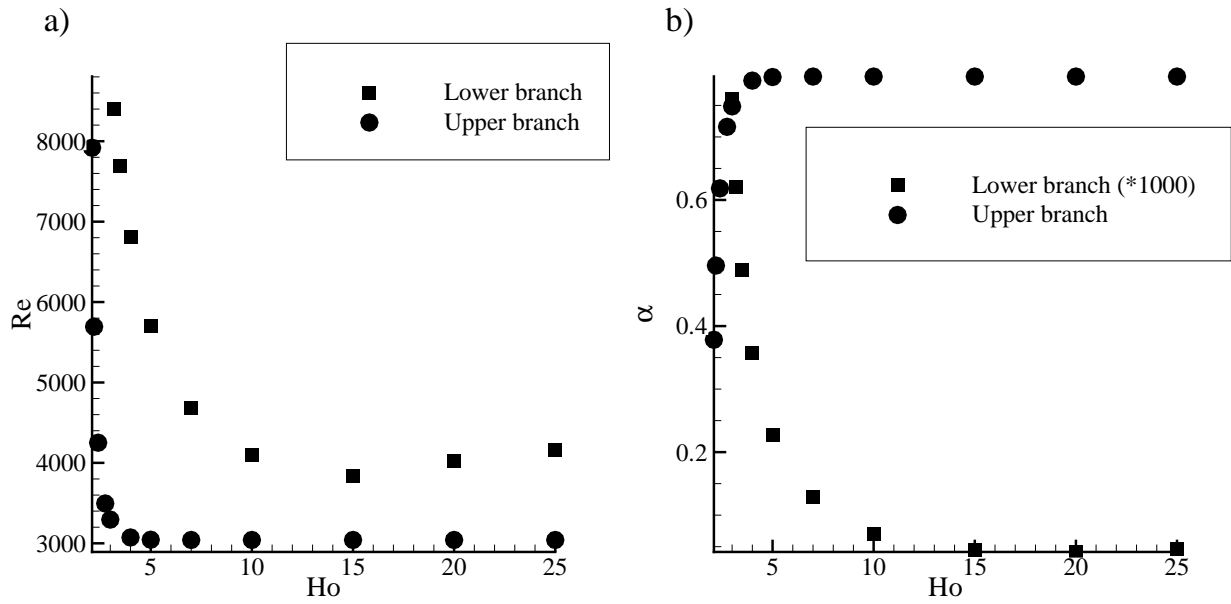 a)
Lower branch
Upper branch
8000
7000
6000
5000
4000
3000
Re
5
10
15
20
25
Ho
b)
Lower branch (*1000)
Upper branch
0.6
0.4
0.2
α
5
10
15
20
25
Ho